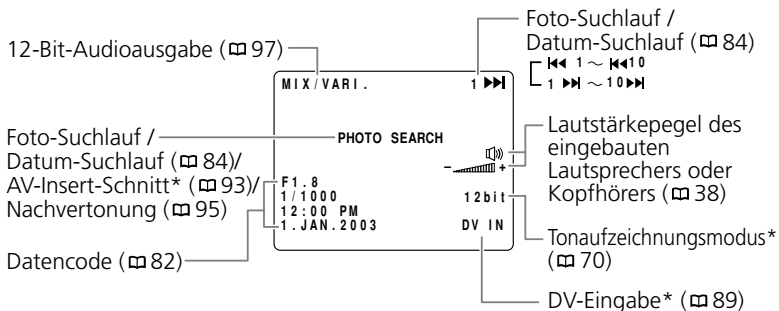 12-Bit-Audioausgabe (📖 97)
Foto-Suchlauf /
Datum-Suchlauf (📖 84)
⏮ 1 ~ ⏮10
1 ⏭ ~ 10⏭
MIX/VARI.
1 ⏭
Foto-Suchlauf /
Datum-Suchlauf (📖 84)/
AV-Insert-Schnitt* (📖 93)/
Nachvertonung (📖 95)
PHOTO SEARCH
- +
Lautstärkepegel des
eingebauten
Lautsprechers oder
Kopfhörers (📖 38)
F1.8
1/1000
12:00 PM
1.JAN.2003
12bit
DV IN
Datencode (📖 82)
Tonaufzeichnungsmodus*
(📖 70)
DV-Eingabe* (📖 89)